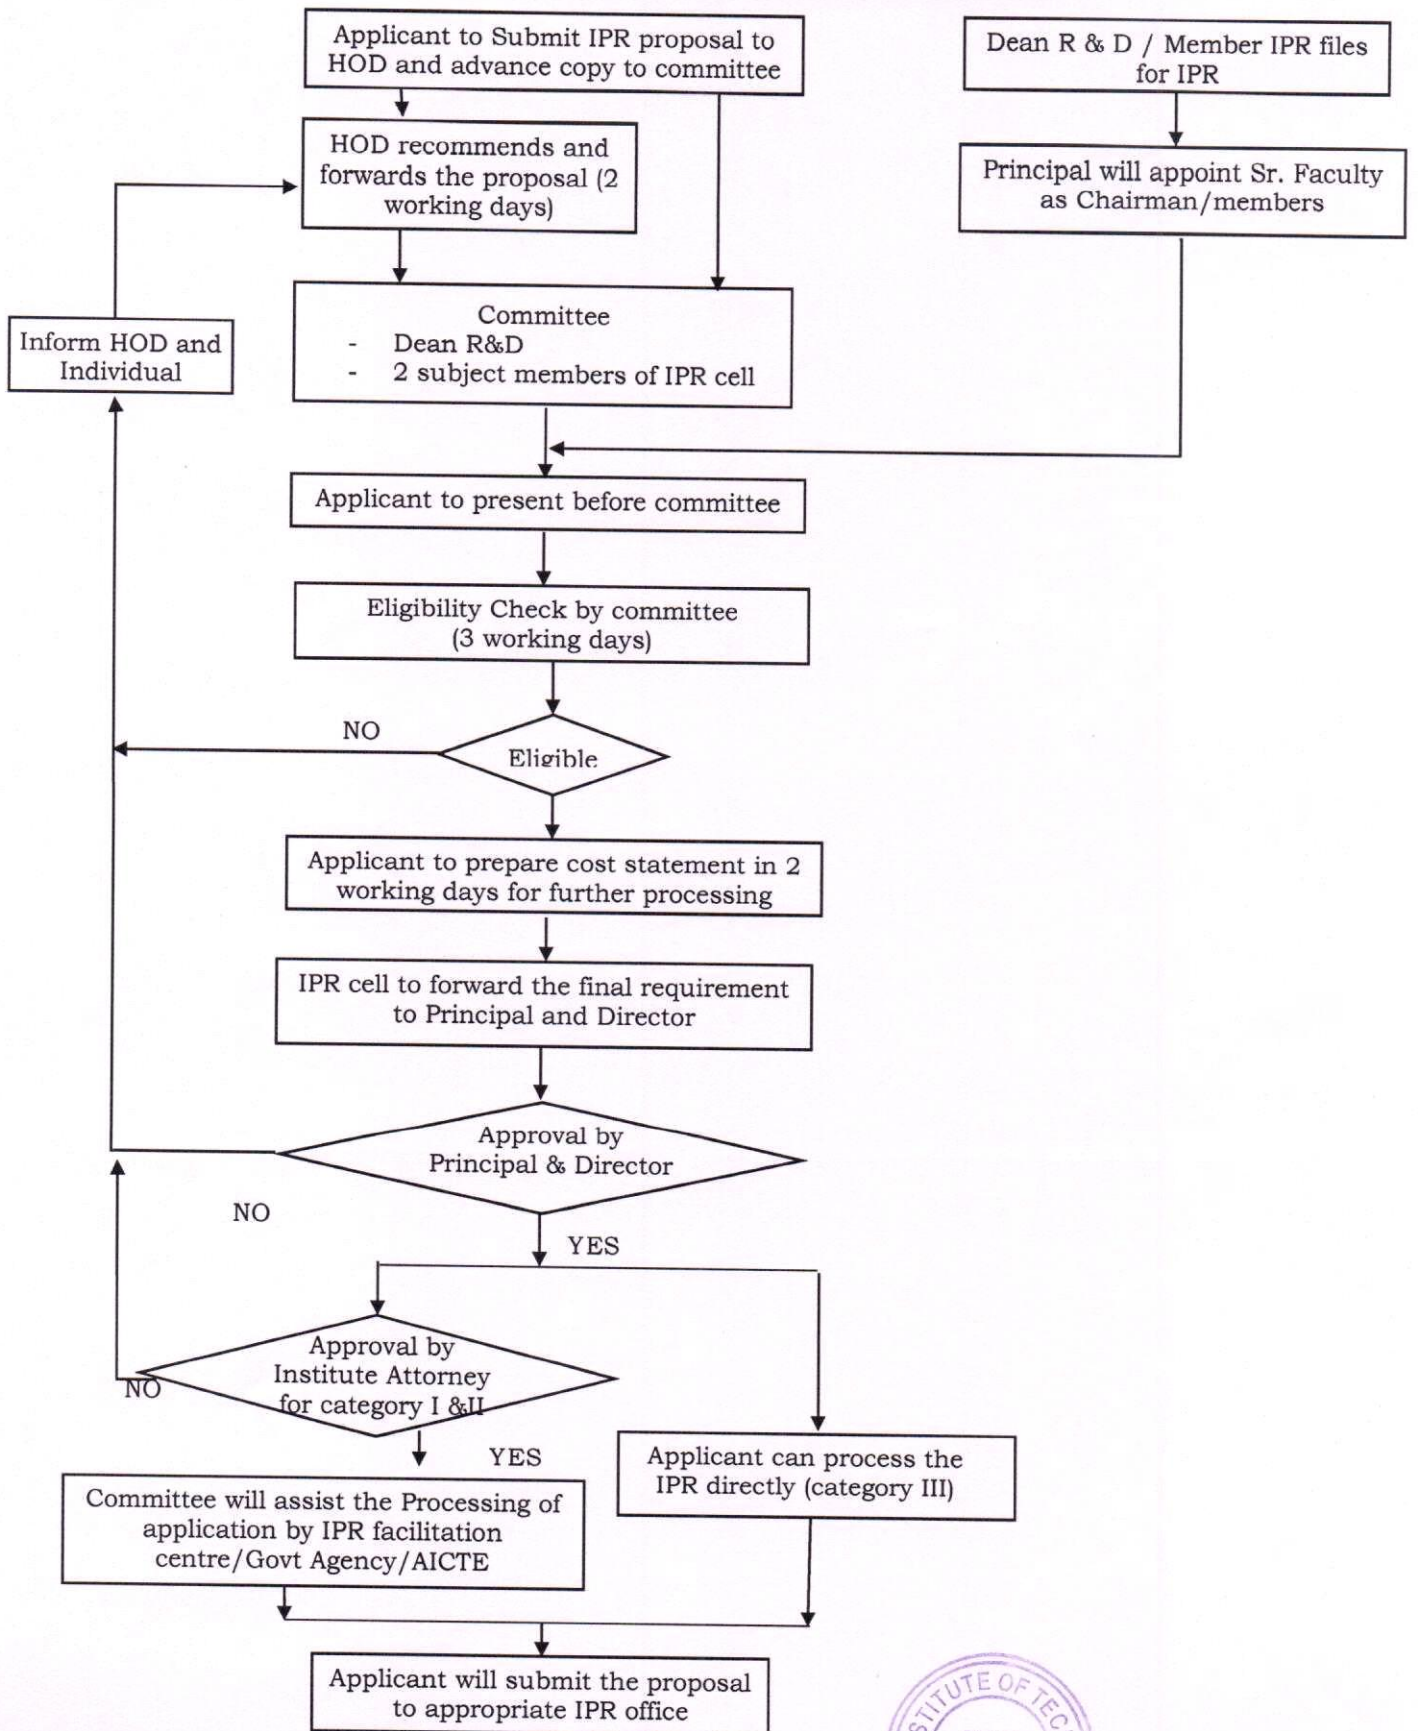 Applicant to Submit IPR proposal to
HOD and advance copy to committee
Dean R & D / Member IPR files
for IPR
HOD recommends and
forwards the proposal (2
working days)
Principal will appoint Sr. Faculty
as Chairman/members
Inform HOD and
Individual
Committee
- Dean R&D
- 2 subject members of IPR cell
Applicant to present before committee
Eligibility Check by committee
(3 working days)
NO
Eligible
Applicant to prepare cost statement in 2
working days for further processing
IPR cell to forward the final requirement
to Principal and Director
Approval by
Principal & Director
NO
YES
Approval by
Institute Attorney
for category I &II
NO
YES
Applicant can process the
IPR directly (category III)
Committee will assist the Processing of
application by IPR facilitation
centre/Govt Agency/AICTE
Applicant will submit the proposal
to appropriate IPR office
OF